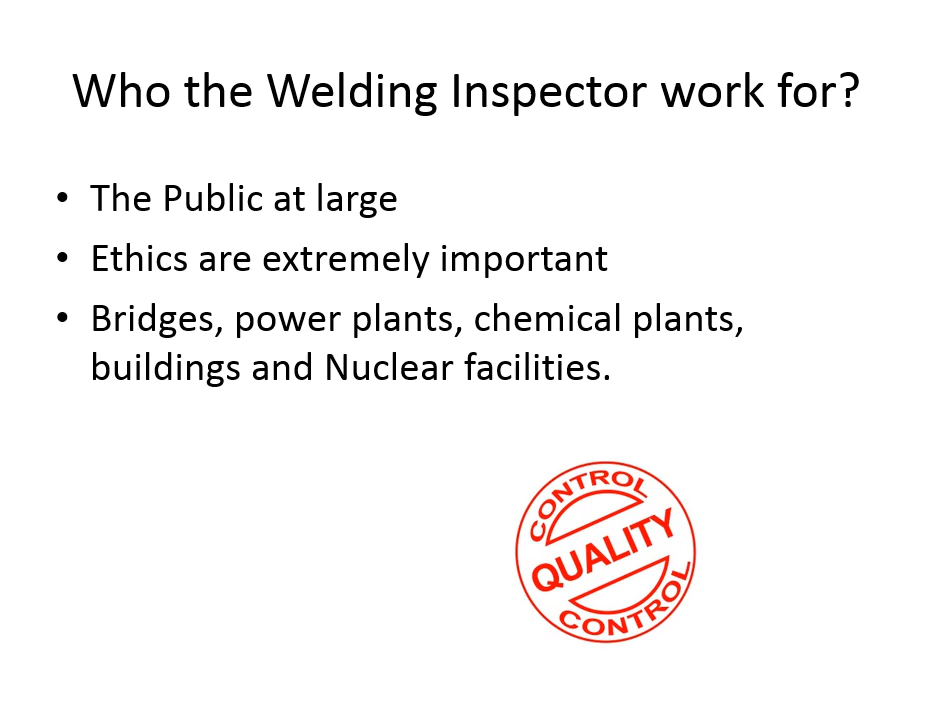 Who the Welding Inspector work for?
• The Public at large
• Ethics are extremely important
• Bridges, power plants, chemical plants,
buildings and Nuclear facilities.
CONTROL
QUALITY
CONTROL